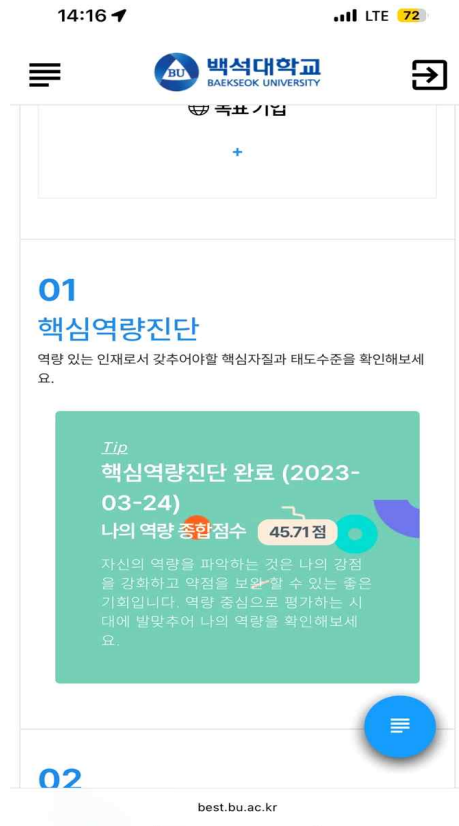 14:16
LTE 72
BU 백석대학교
BAEKSEOK UNIVERSITY
목표 기업
+
01
핵심역량진단
역량 있는 인재로서 갖추어야할 핵심자질과 태도수준을 확인해보세
요.
Tip
핵심역량진단 완료 (2023-
03-24)
나의 역량 종합점수 45.71 점
자신의 역량을 파악하는 것은 나의 강점
을 강화하고 약점을 보완 할 수 있는 좋은
기회입니다. 역량 중심으로 평가하는 시
대에 발맞추어 나의 역량을 확인해보세
요.
02
best.bu.ac.kr